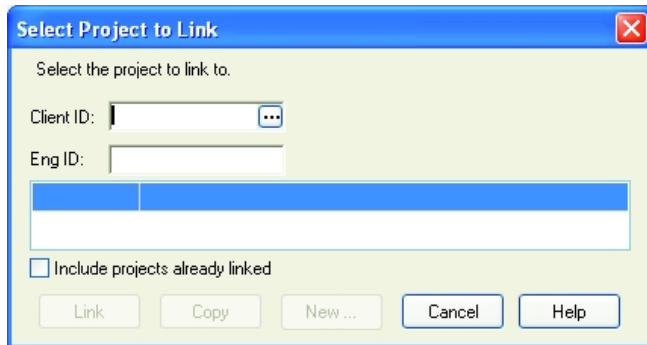 Select Project to Link
Select the project to link to.
Client ID:
...
Eng ID:
Include projects already linked
Link Copy New ... Cancel Help